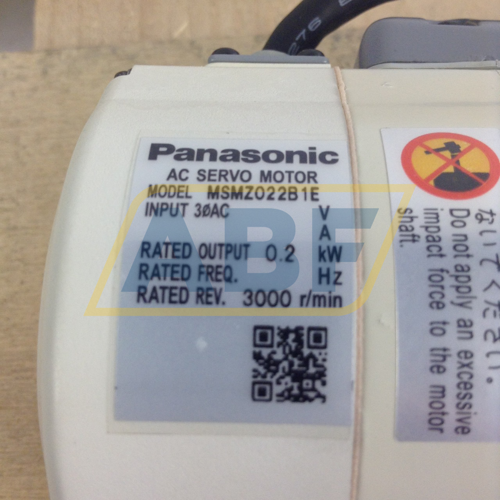 Panasonic
AC SERVO MOTOR
MODEL MSMZ022B1E
INPUT 3øAC V
A
RATED OUTPUT 0.2 kW
RATED FREQ. Hz
RATED REV. 3000 r/min
ABF
ないでください。
Do not apply an excessive
impact force to the motor
shaft.